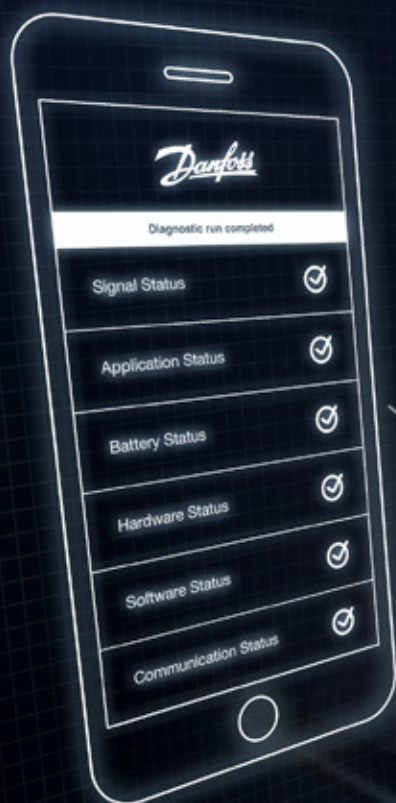 Danfoss
Diagnostic run completed
Signal Status
Application Status
Battery Status
Hardware Status
Software Status
Communication Status